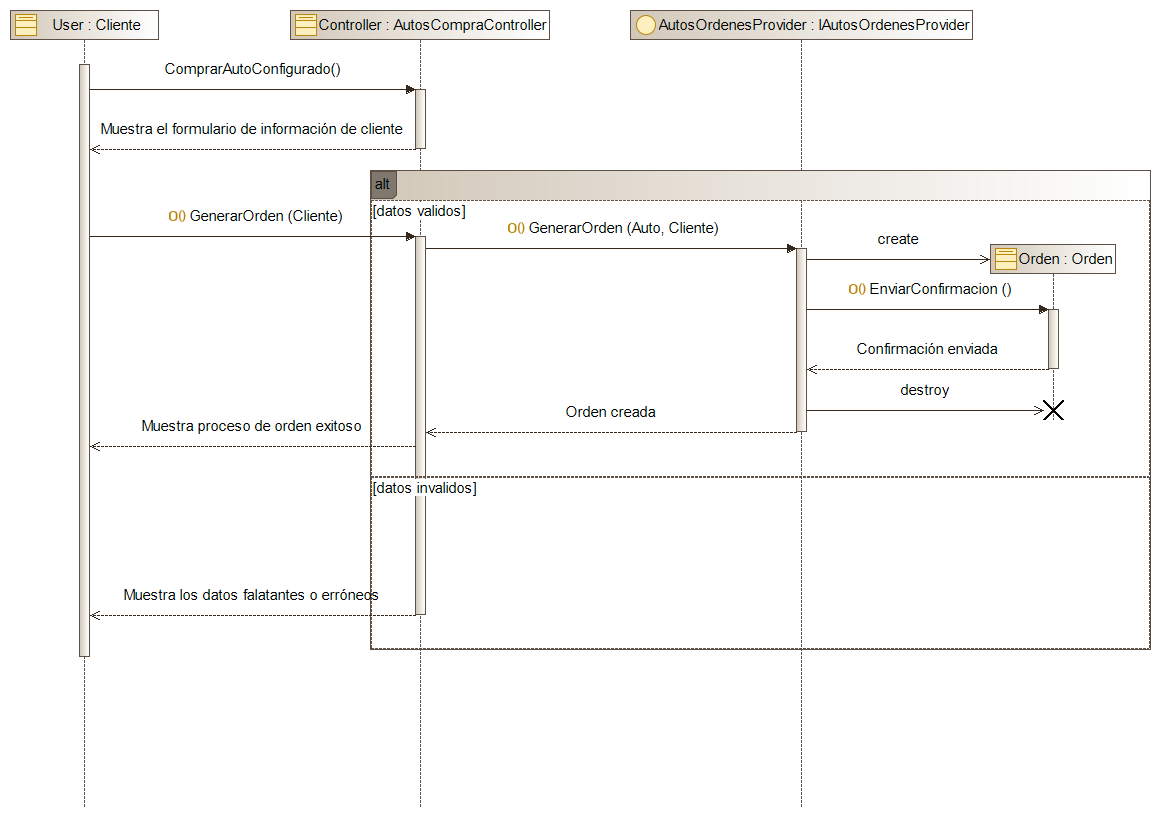 User : Cliente
Controller : AutosCompraController
AutosOrdenesProvider : IAutosOrdenesProvider
ComprarAutoConfigurado()
Muestra el formulario de información de cliente
alt
[datos validos]
O() GenerarOrden (Cliente)
O() GenerarOrden (Auto, Cliente)
create
Orden : Orden
O() EnviarConfirmacion ()
Confirmación enviada
destroy
Orden creada
Muestra proceso de orden exitoso
[datos invalidos]
Muestra los datos falatantes o erróneos